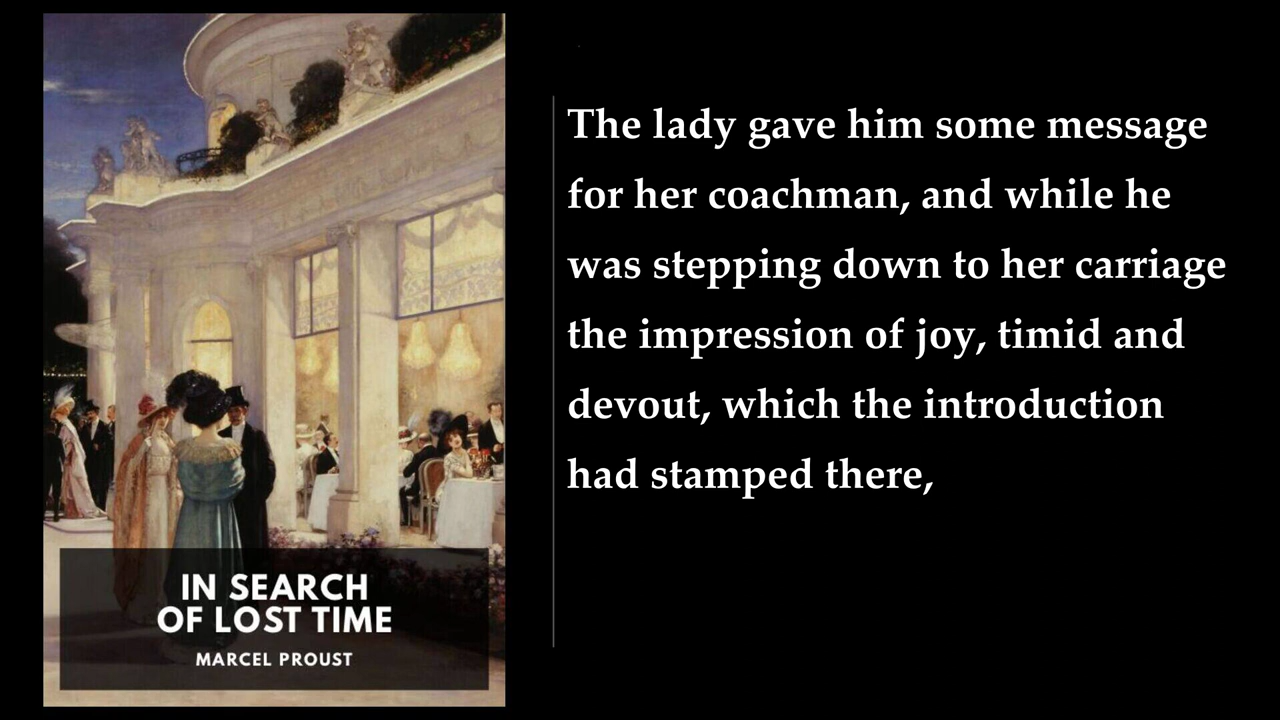 IN SEARCH
OF LOST TIME
MARCEL PROUST
The lady gave him some message
for her coachman, and while he
was stepping down to her carriage
the impression of joy, timid and
devout, which the introduction
had stamped there,